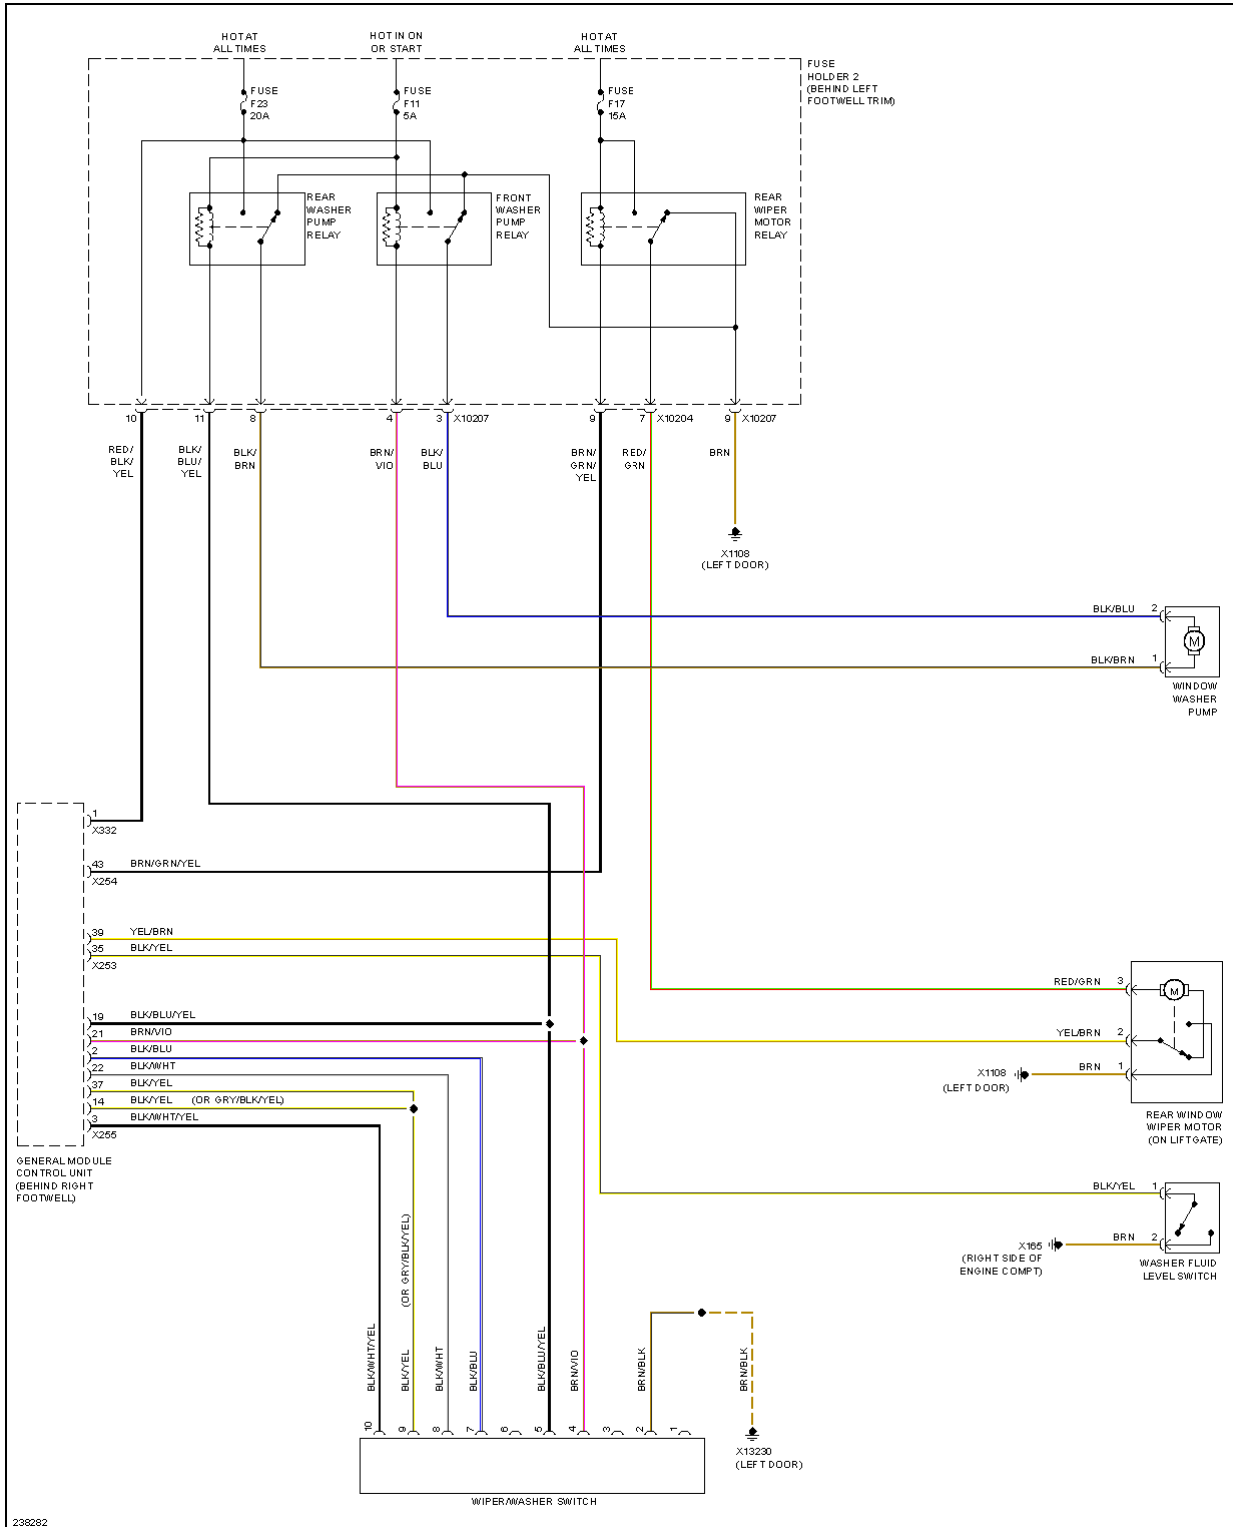 HOT AT
ALL TIMES
HOT IN ON
OR START
HOT AT
ALL TIMES
FUSE
HOLDER 2
(BEHIND LEFT
FOOTWELL TRIM)
FUSE
F23
20A
FUSE
F11
5A
FUSE
F17
15A
REAR
WASHER
PUMP
RELAY
FRONT
WASHER
PUMP
RELAY
REAR
WIPER
MOTOR
RELAY
10
11
8
4
3
X10207
9
7
X10204
9
X10207
RED/
BLK/
YEL
BLK/
BLU/
YEL
BLK/
BRN
BRN/
VIO
BLK/
BLU
BRN/
GRN/
YEL
RED/
GRN
BRN
X1108
(LEFT DOOR)
BLK/BLU 2
BLK/BRN 1
M
WINDOW
WASHER
PUMP
1
X332
43 BRN/GRN/YEL
X254
39 YEL/BRN
35 BLK/YEL
X253
19 BLK/BLU/YEL
21 BRN/VIO
2 BLK/BLU
22 BLK/WHT
37 BLK/YEL
14 BLK/YEL (OR GRY/BLK/YEL)
3 BLK/WHT/YEL
X255
GENERAL MODULE
CONTROL UNIT
(BEHIND RIGHT
FOOTWELL)
RED/GRN 3
M
YEL/BRN 2
BRN 1
X1108
(LEFT DOOR)
REAR WINDOW
WIPER MOTOR
(ON LIFTGATE)
BLK/YEL 1
BRN 2
X165
(RIGHT SIDE OF
ENGINE COMPT)
WASHER FLUID
LEVEL SWITCH
(OR GRY/BLK/YEL)
BLK/WHT/YEL
BLK/YEL
BLK/WHT
BLK/BLU
BLK/BLU/YEL
BRN/VIO
BRN/BLK
BRN/BLK
10
9
8
7
6
5
4
3
2
1
X13230
(LEFT DOOR)
WIPER/WASHER SWITCH
238282